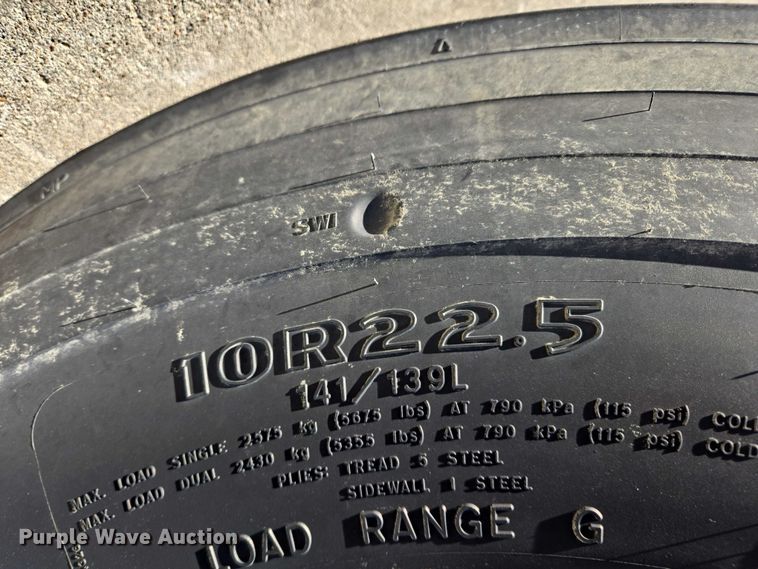 MP
SWI
10R22.5
141/139L
MAX. LOAD SINGLE 2575 kg (5675 lbs) AT 790 kPa (115 psi) COLD
MAX. LOAD DUAL 2430 kg (5355 lbs) AT 790 kPa (115 psi) COLD
PLIES: TREAD 5 STEEL
SIDEWALL 1 STEEL
LOAD RANGE G
Purple Wave Auction